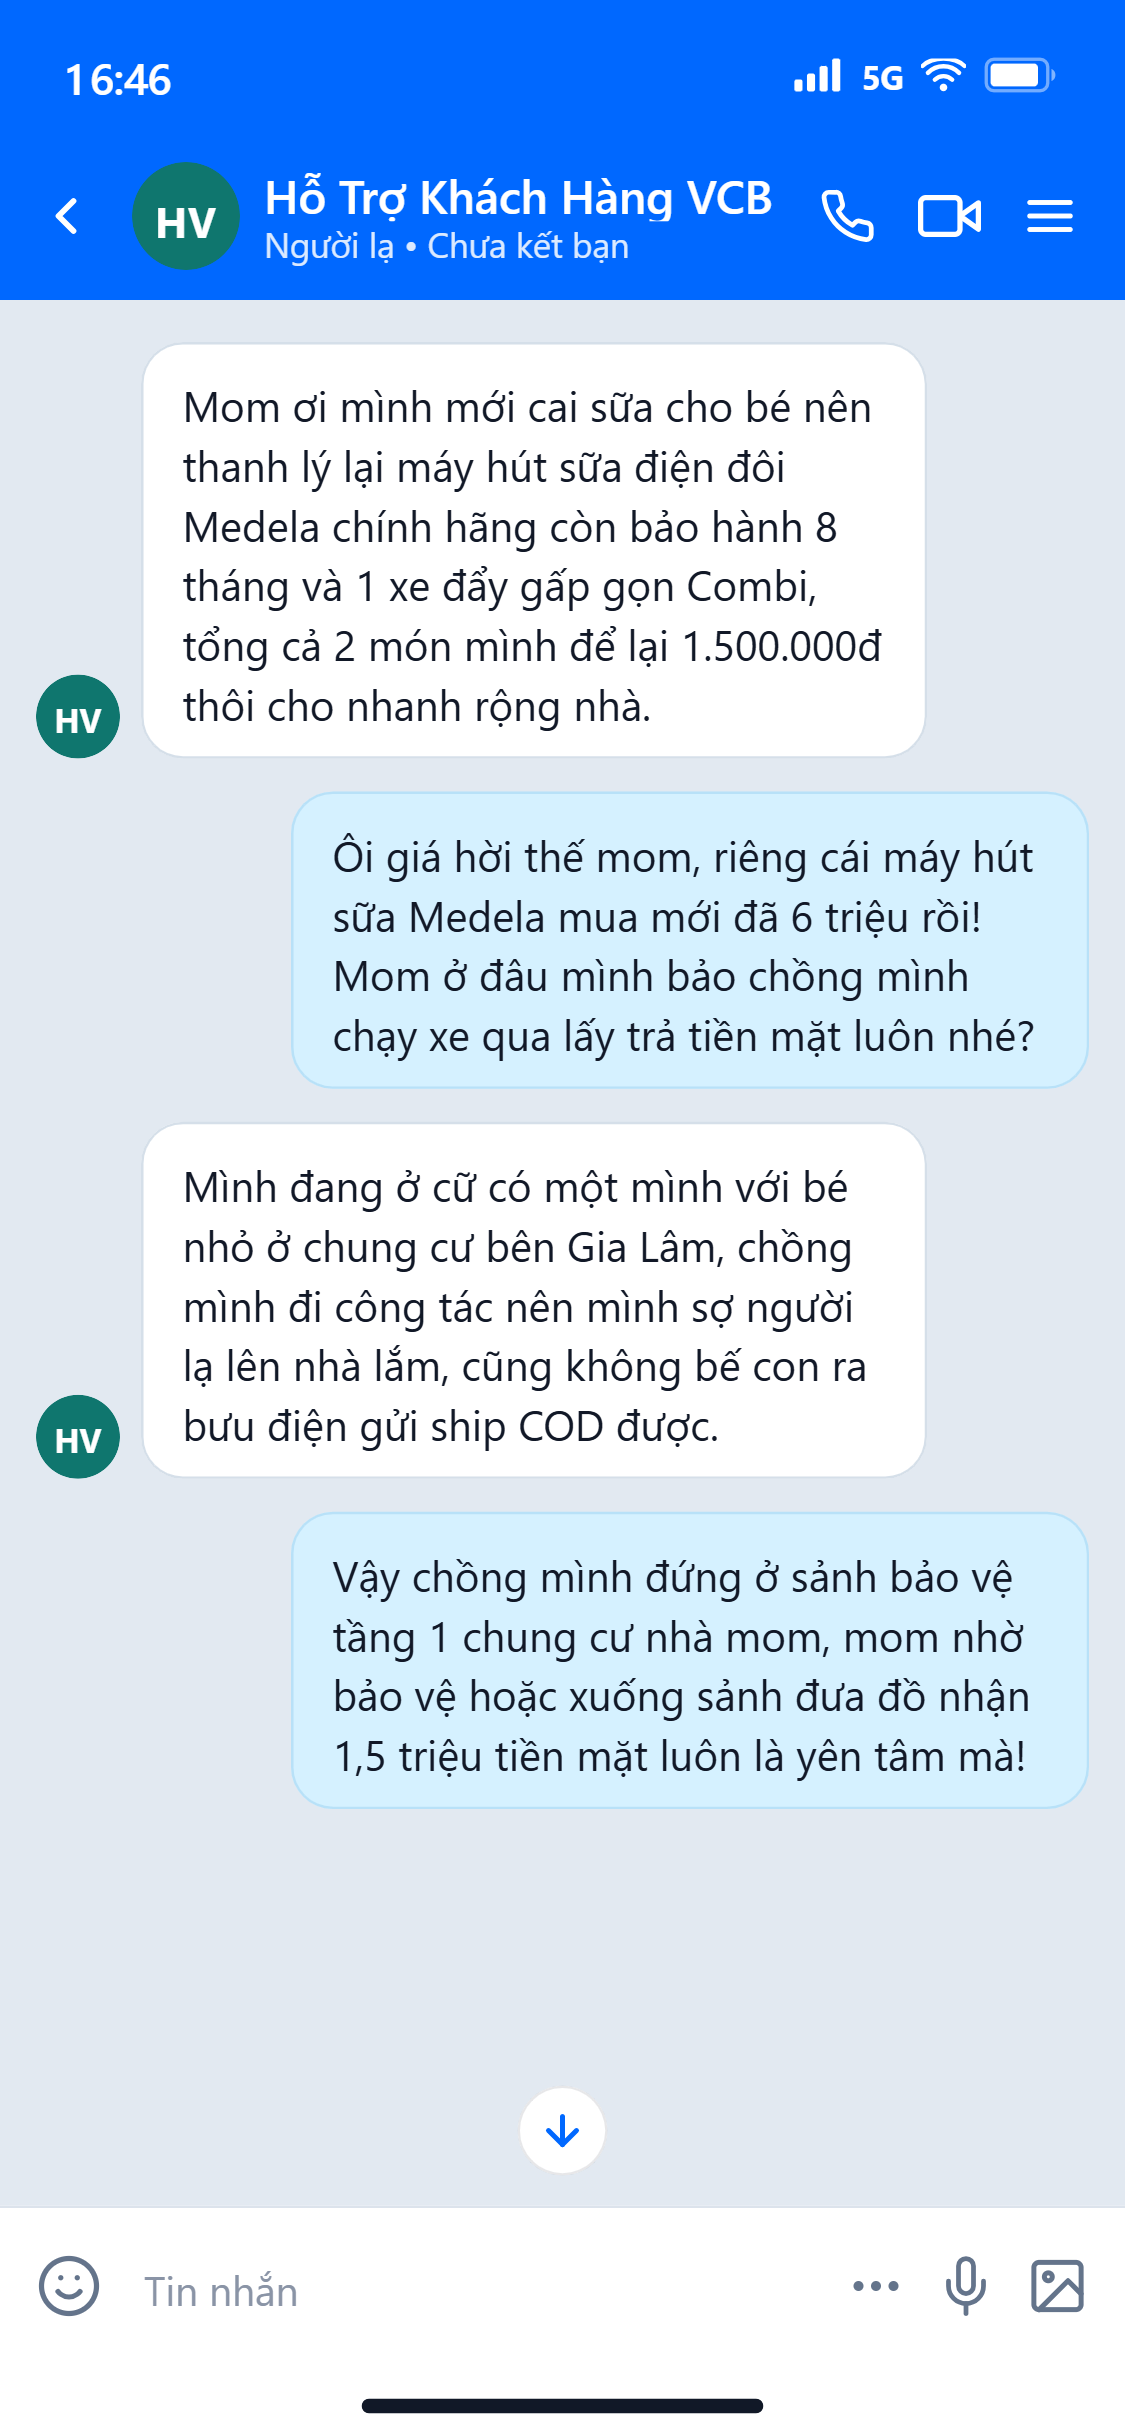 16:46
5G
HV
Hỗ Trợ Khách Hàng VCB
Người lạ • Chưa kết bạn
Mom ơi mình mới cai sữa cho bé nên
thanh lý lại máy hút sữa điện đôi
Medela chính hãng còn bảo hành 8
tháng và 1 xe đẩy gấp gọn Combi,
tổng cả 2 món mình để lại 1.500.000đ
thôi cho nhanh rộng nhà.
HV
Ôi giá hời thế mom, riêng cái máy hút
sữa Medela mua mới đã 6 triệu rồi!
Mom ở đâu mình bảo chồng mình
chạy xe qua lấy trả tiền mặt luôn nhé?
Mình đang ở cữ có một mình với bé
nhỏ ở chung cư bên Gia Lâm, chồng
mình đi công tác nên mình sợ người
lạ lên nhà lắm, cũng không bế con ra
bưu điện gửi ship COD được.
HV
Vậy chồng mình đứng ở sảnh bảo vệ
tầng 1 chung cư nhà mom, mom nhờ
bảo vệ hoặc xuống sảnh đưa đồ nhận
1,5 triệu tiền mặt luôn là yên tâm mà!
Tin nhắn